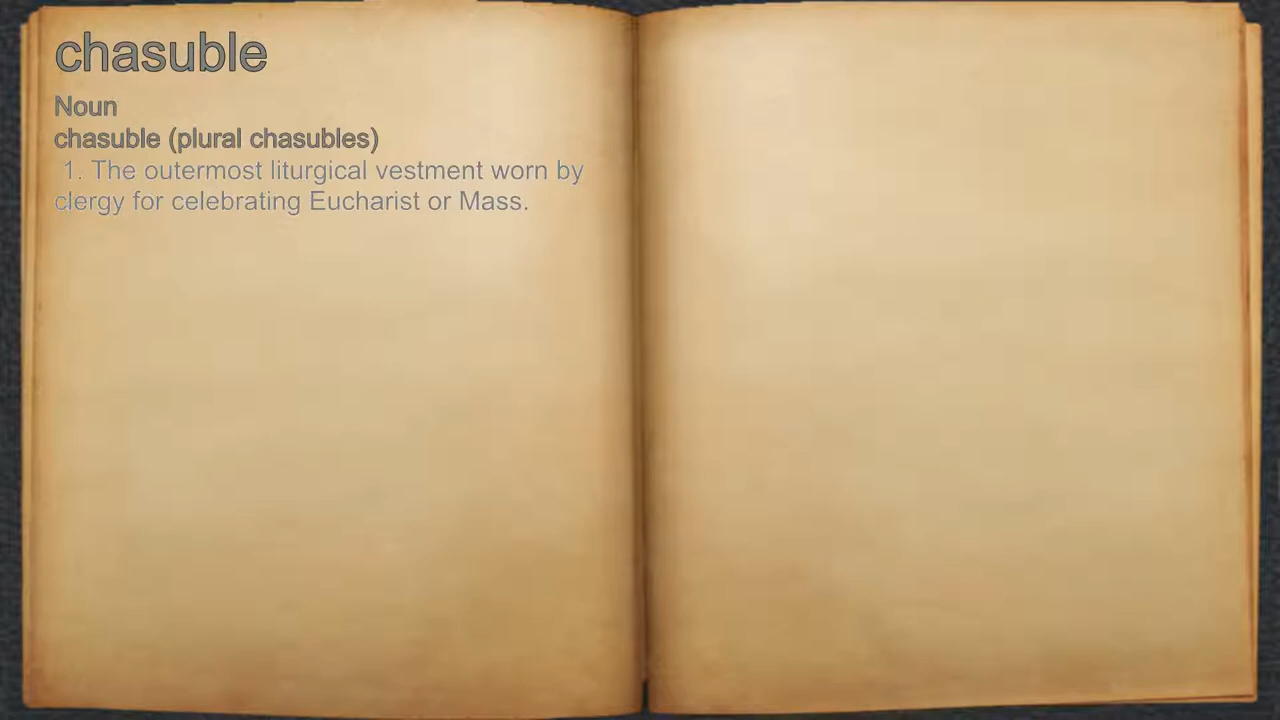 chasuble
Noun
chasuble (plural chasubles)
1. The outermost liturgical vestment worn by
clergy for celebrating Eucharist or Mass.